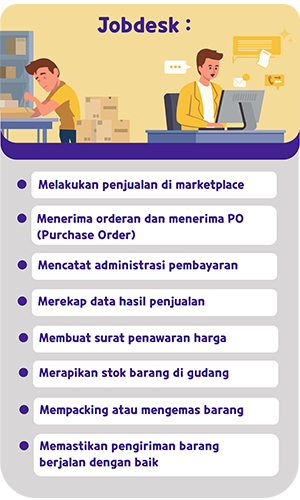 Jobdesk :
Melakukan penjualan di marketplace
Menerima orderan dan menerima PO
(Purchase Order)
Mencatat administrasi pembayaran
Merekap data hasil penjualan
Membuat surat penawaran harga
Merapikan stok barang di gudang
Mempacking atau mengemas barang
Memastikan pengiriman barang
berjalan dengan baik